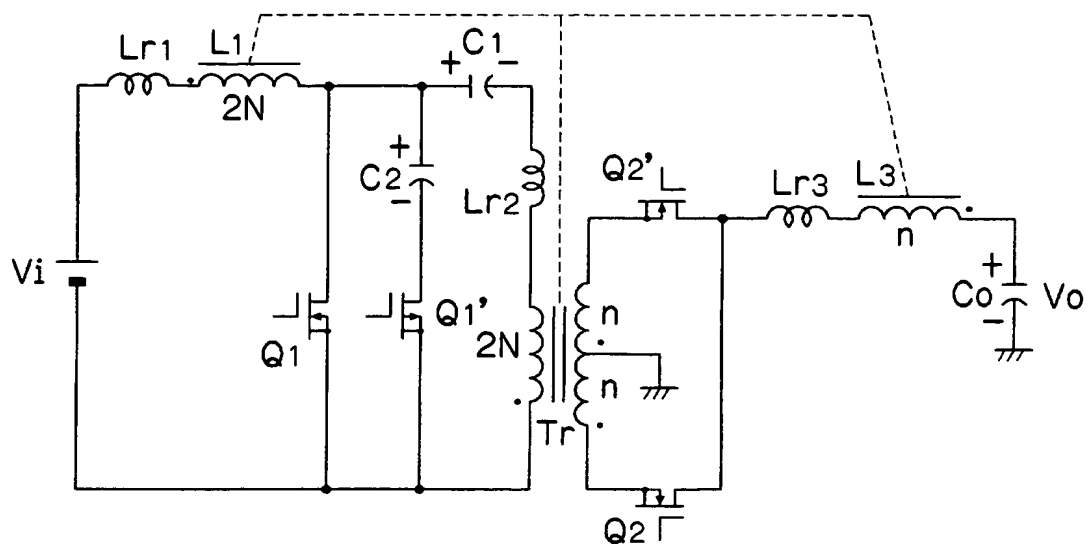 Lr1
L1
2N
+ C1 −
+
C2
−
Lr2
Q2'
Lr3
L3
n
Vi
Q1
Q1'
2N
n
n
Tr
+
Co
−
Vo
Q2